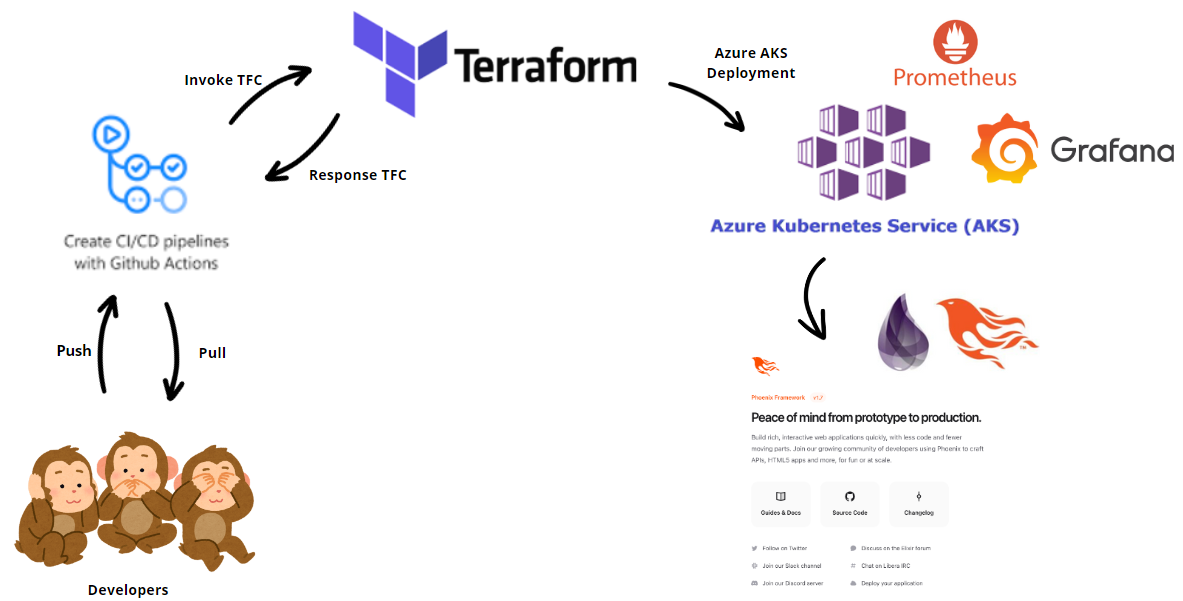 Invoke TFC
Terraform
Response TFC
Azure AKS
Deployment
Prometheus
Grafana
Azure Kubernetes Service (AKS)
Create CI/CD pipelines
with Github Actions
Push
Pull
Developers
TM
Phoenix Framework v1.7
Peace of mind from prototype to production.
Build rich, interactive web applications quickly, with less code and fewer
moving parts. Join our growing community of developers using Phoenix to craft
APIs, HTML5 apps and more, for fun or at scale.
Guides & Docs
Source Code
Changelog
Follow on Twitter
Discuss on the Elixir forum
Join our Slack channel
Chat on Libera IRC
Join our Discord server
Deploy your application